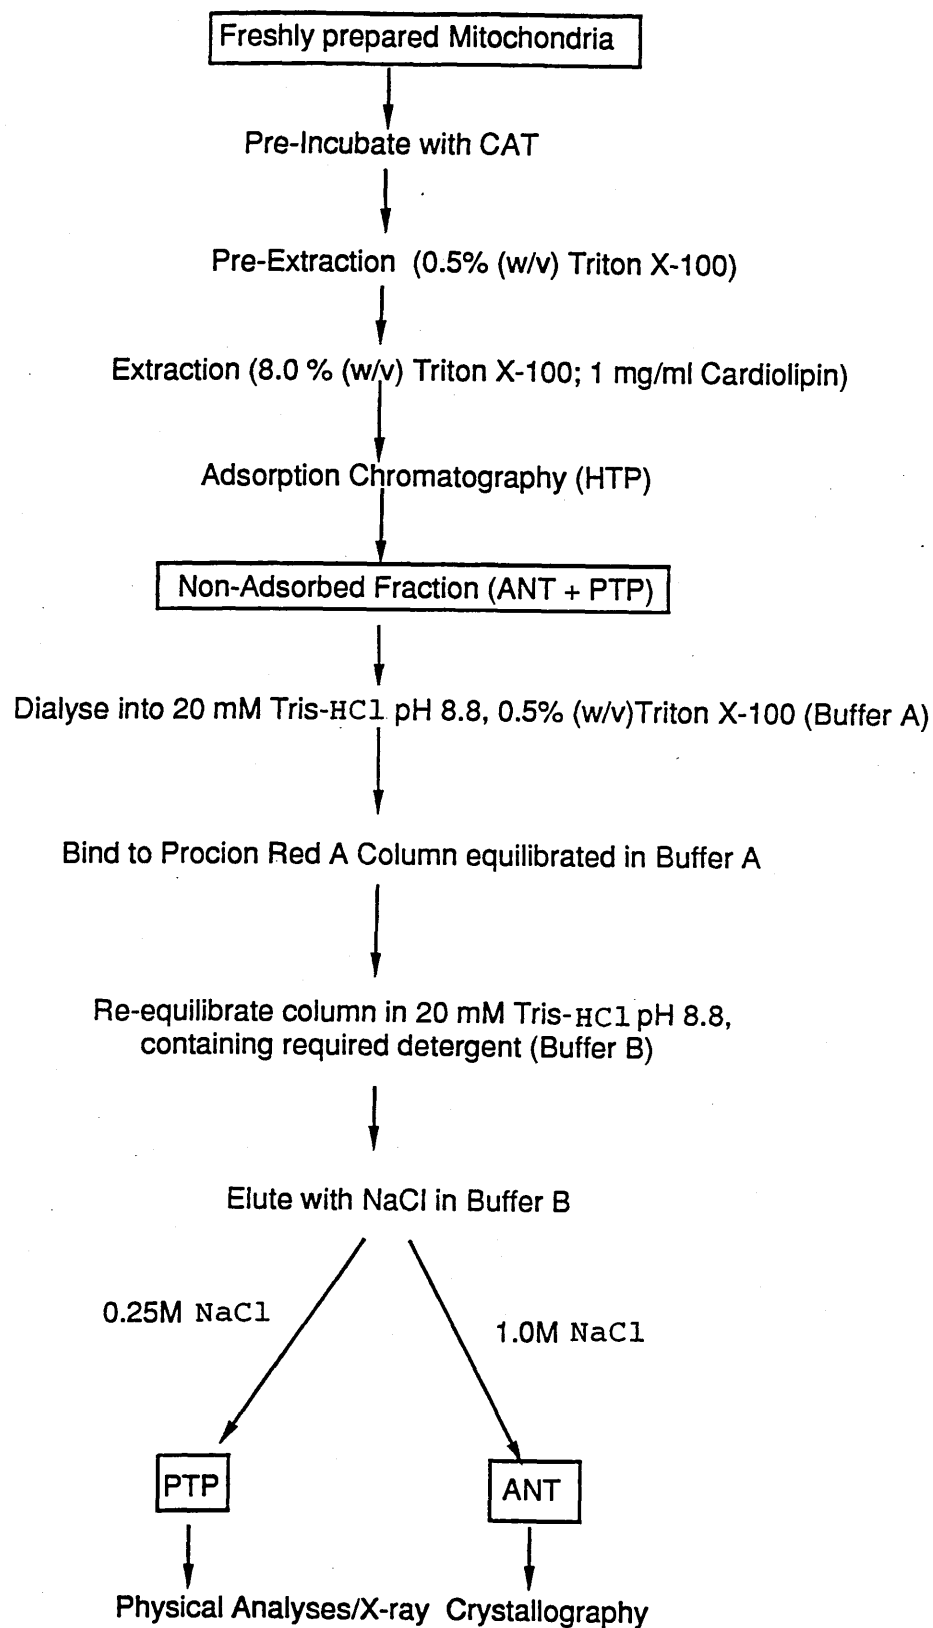 Freshly prepared Mitochondria
Pre-Incubate with CAT
Pre-Extraction (0.5% (w/v) Triton X-100)
Extraction (8.0 % (w/v) Triton X-100; 1 mg/ml Cardiolipin)
Adsorption Chromatography (HTP)
Non-Adsorbed Fraction (ANT + PTP)
Dialyse into 20 mM Tris-HCl pH 8.8, 0.5% (w/v)Triton X-100 (Buffer A)
Bind to Procion Red A Column equilibrated in Buffer A
Re-equilibrate column in 20 mM Tris-HCl pH 8.8,
containing required detergent (Buffer B)
Elute with NaCl in Buffer B
0.25M NaCl
1.0M NaCl
PTP
ANT
Physical Analyses/X-ray Crystallography